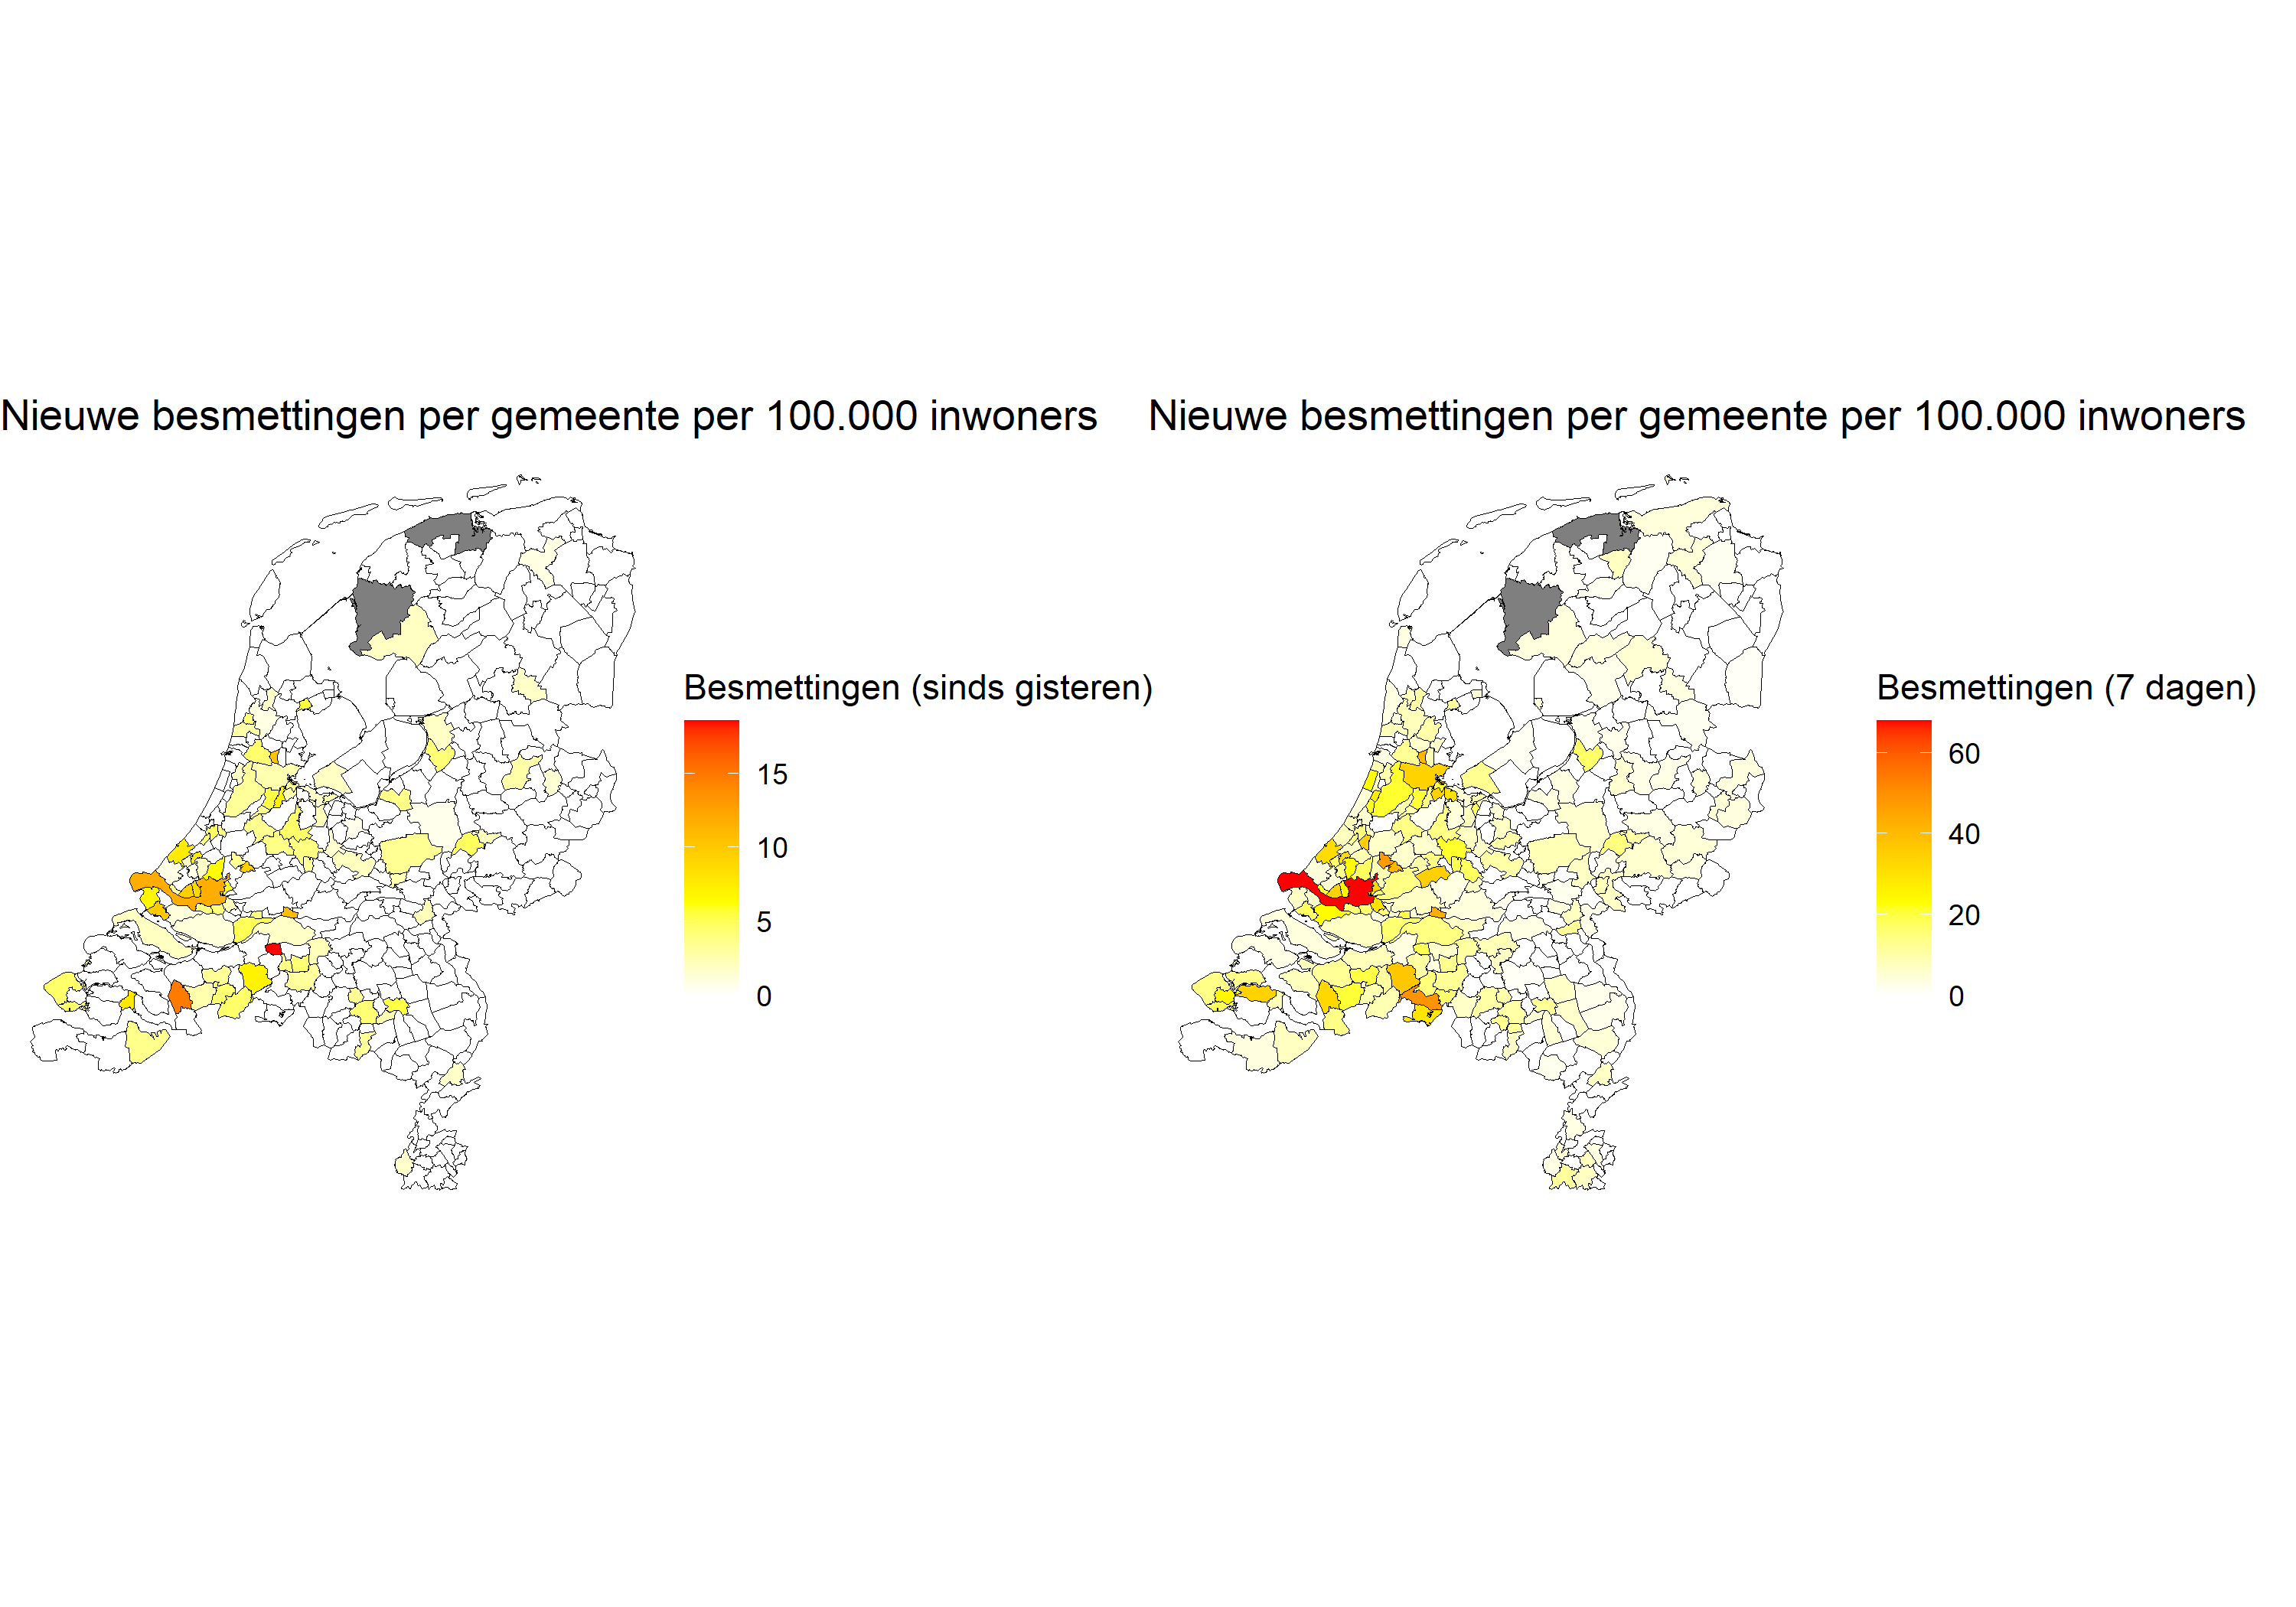 Nieuwe besmettingen per gemeente per 100.000 inwoners
Besmettingen (sinds gisteren)
15
10
5
0
Nieuwe besmettingen per gemeente per 100.000 inwoners
Besmettingen (7 dagen)
60
40
20
0